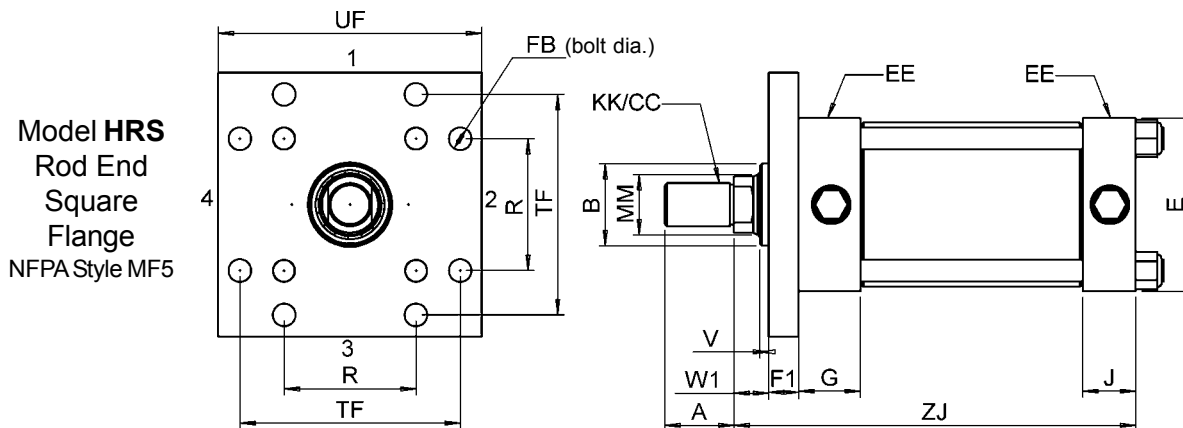 UF
FB (bolt dia.)
1
EE
EE
KK/CC
Model HRS
Rod End
Square
Flange
NFPA Style MF5
4
2
R
TF
B
MM
E
3
V
R
W1
F1
G
J
TF
A
ZJ